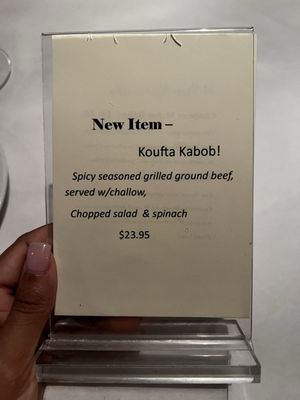 New Item –
Koufta Kabob!
Spicy seasoned grilled ground beef,
served w/challow,
Chopped salad & spinach
$23.95